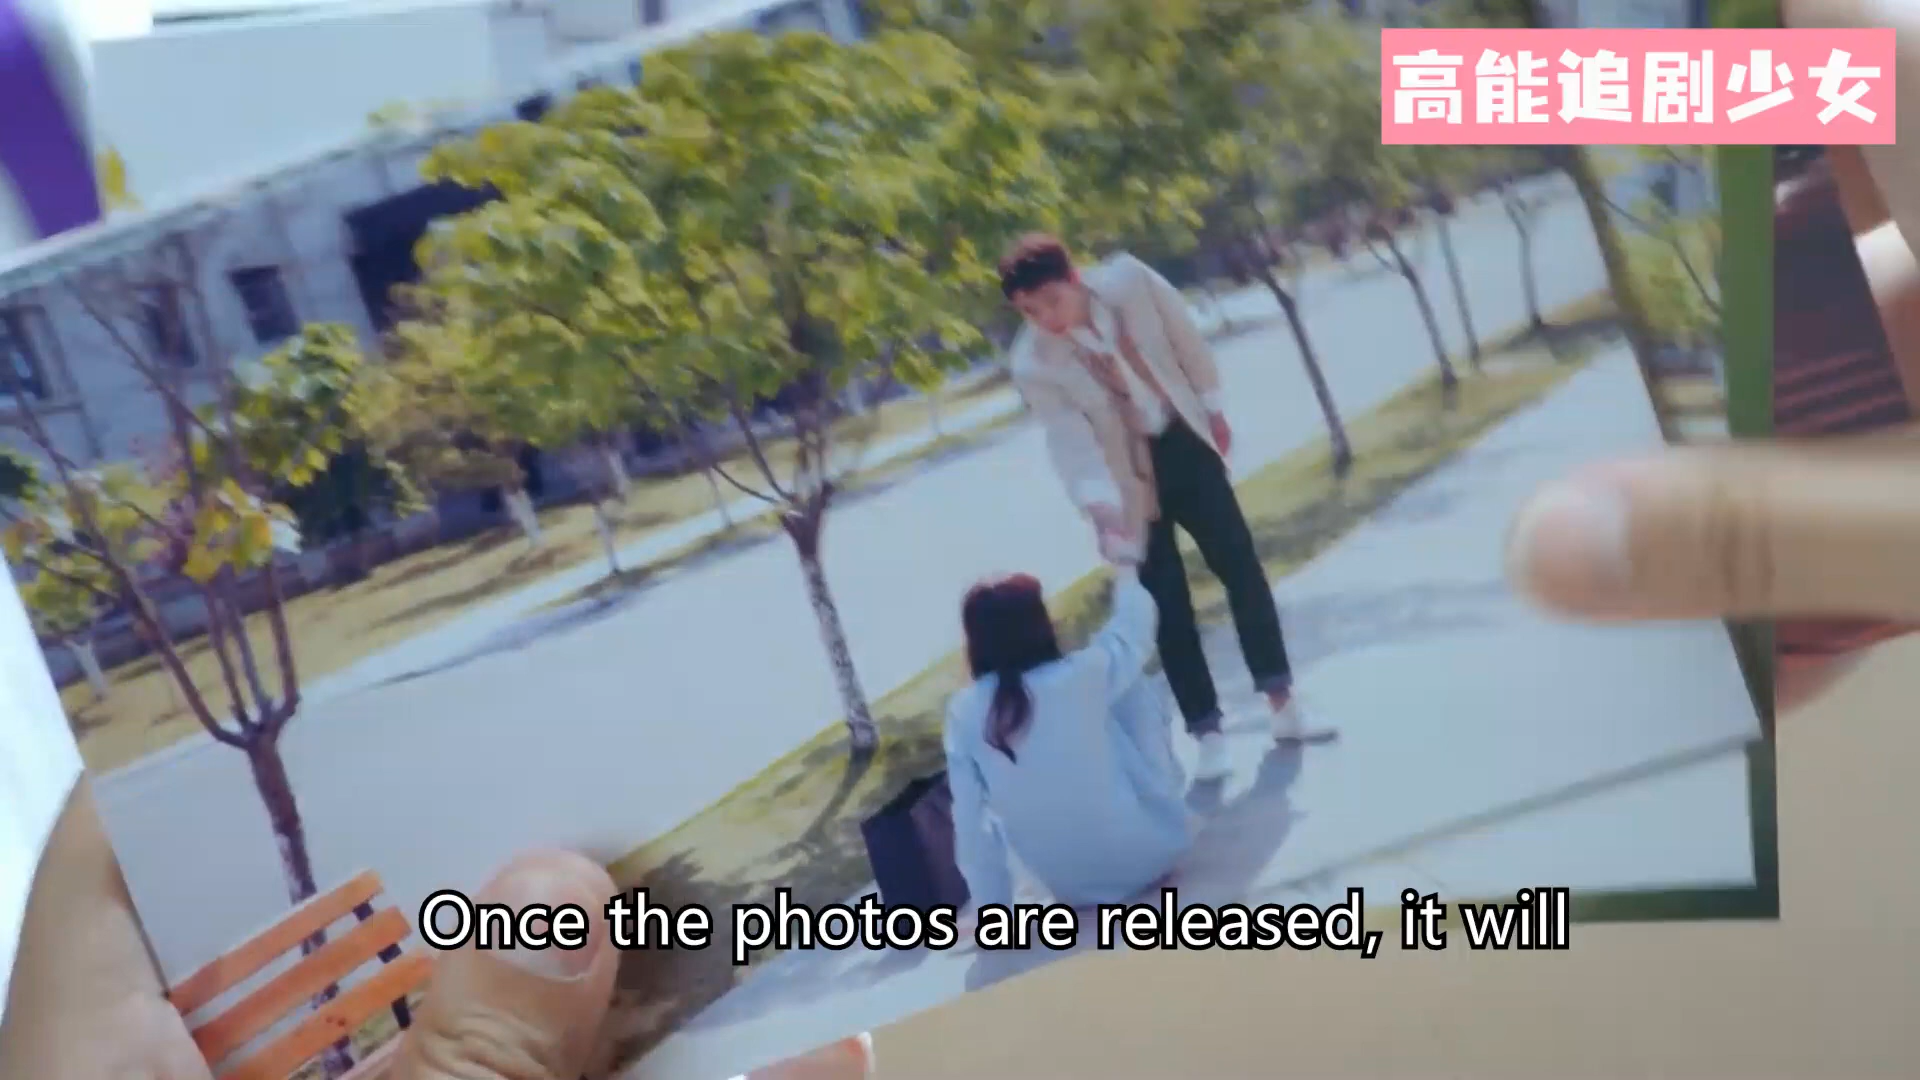 高能追剧少女
Once the photos are released, it will